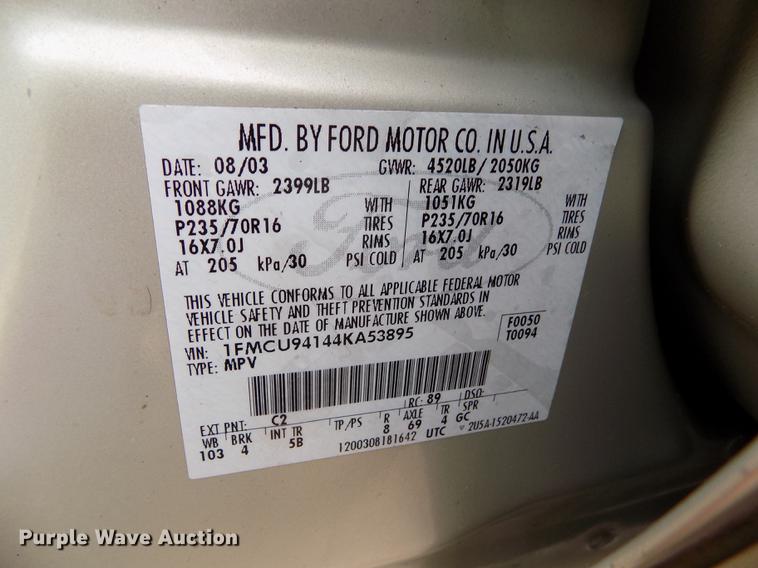 MFD. BY FORD MOTOR CO. IN U.S.A.
DATE: 08/03 GVWR: 4520LB/ 2050KG
FRONT GAWR: 2399LB REAR GAWR: 2319LB
1088KG WITH 1051KG WITH
P235/70R16 TIRES P235/70R16 TIRES
16X7.0J RIMS 16X7.0J RIMS
AT 205 kPa/30 PSI COLD AT 205 kPa/30 PSI COLD
Ford
THIS VEHICLE CONFORMS TO ALL APPLICABLE FEDERAL MOTOR
VEHICLE SAFETY AND THEFT PREVENTION STANDARDS IN
EFFECT ON THE DATE OF MANUFACTURE SHOWN ABOVE.
VIN: 1FMCU94144KA53895
TYPE: MPV
F0050
T0094
EXT PNT: C2 RC: 89 DSO:
WB BRK INT TR TP/PS R AXLE TR SPR
103 4 5B 8 69 4 GC
1200308181642 UTC 2U5A-1520472-AA
Purple Wave Auction